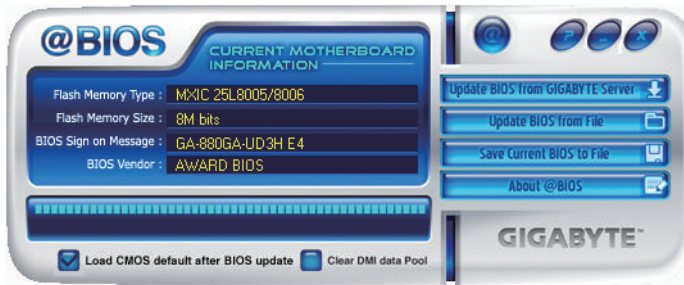 @BIOS
CURRENT MOTHERBOARD
INFORMATION
Flash Memory Type : MXIC 25L8005/8006
Flash Memory Size : 8M bits
BIOS Sign on Message : GA-880GA-UD3H E4
BIOS Vendor : AWARD BIOS
Load CMOS default after BIOS update
Clear DMI data Pool
@
? - X
Update BIOS from GIGABYTE Server
Update BIOS from File
Save Current BIOS to File
About @BIOS
GIGABYTE™